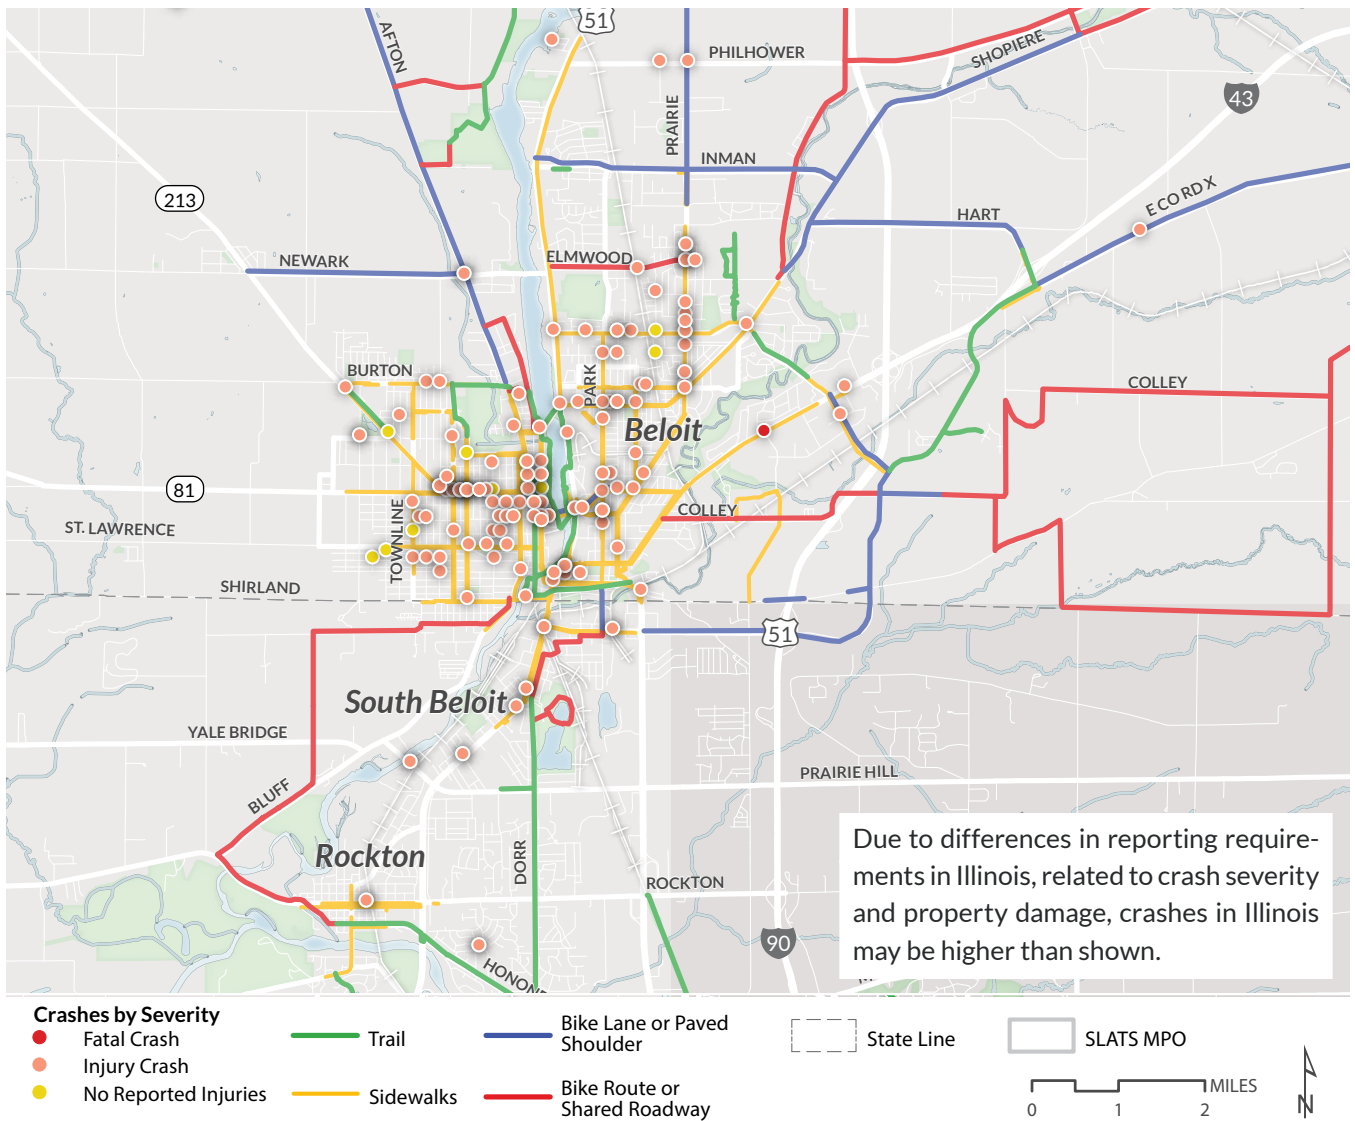 51
AFTON
PHILHOWER
SHOPIERE
43
PRAIRIE
INMAN
213
E CO RD X
HART
NEWARK
ELMWOOD
BURTON
PARK
COLLEY
Beloit
81
COLLEY
ST. LAWRENCE
TOWNLINE
SHIRLAND
51
South Beloit
YALE BRIDGE
PRAIRIE HILL
BLUFF
Due to differences in reporting require-
ments in Illinois, related to crash severity
and property damage, crashes in Illinois
may be higher than shown.
Rockton
DORR
ROCKTON
90
Crashes by Severity
Fatal Crash
Injury Crash
No Reported Injuries
Trail
Sidewalks
Bike Lane or Paved
Shoulder
Bike Route or
Shared Roadway
State Line
SLATS MPO
MILES
0 1 2
N